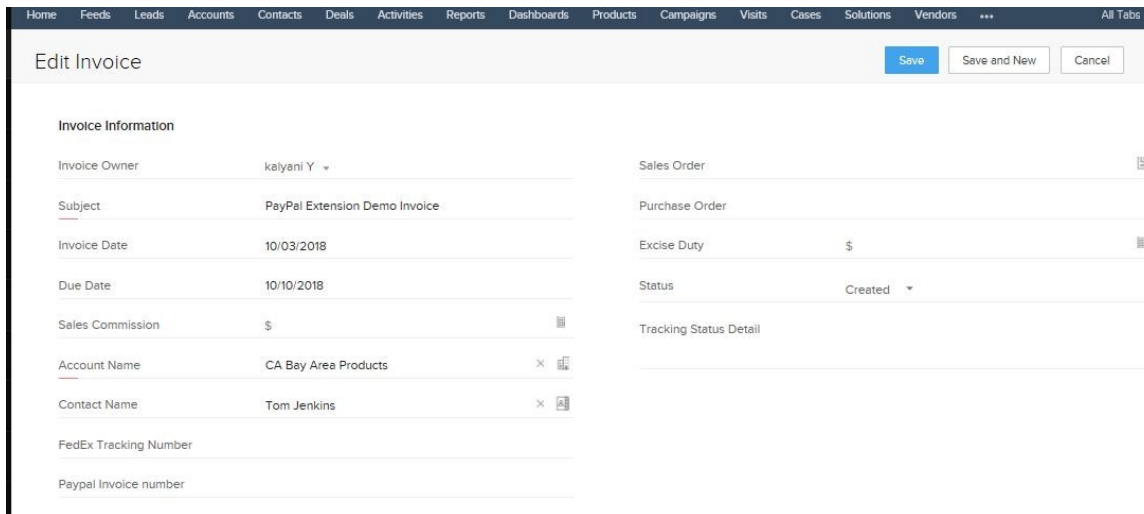 Home Feeds Leads Accounts Contacts Deals Activities Reports Dashboards Products Campaigns Visits Cases Solutions Vendors ••• All Tabs
Edit Invoice
Save Save and New Cancel
Invoice Information
Invoice Owner kalyani Y
Subject PayPal Extension Demo Invoice
Invoice Date 10/03/2018
Due Date 10/10/2018
Sales Commission $
Account Name CA Bay Area Products
Contact Name Tom Jenkins
FedEx Tracking Number
Paypal Invoice number
Sales Order
Purchase Order
Excise Duty $
Status Created
Tracking Status Detail